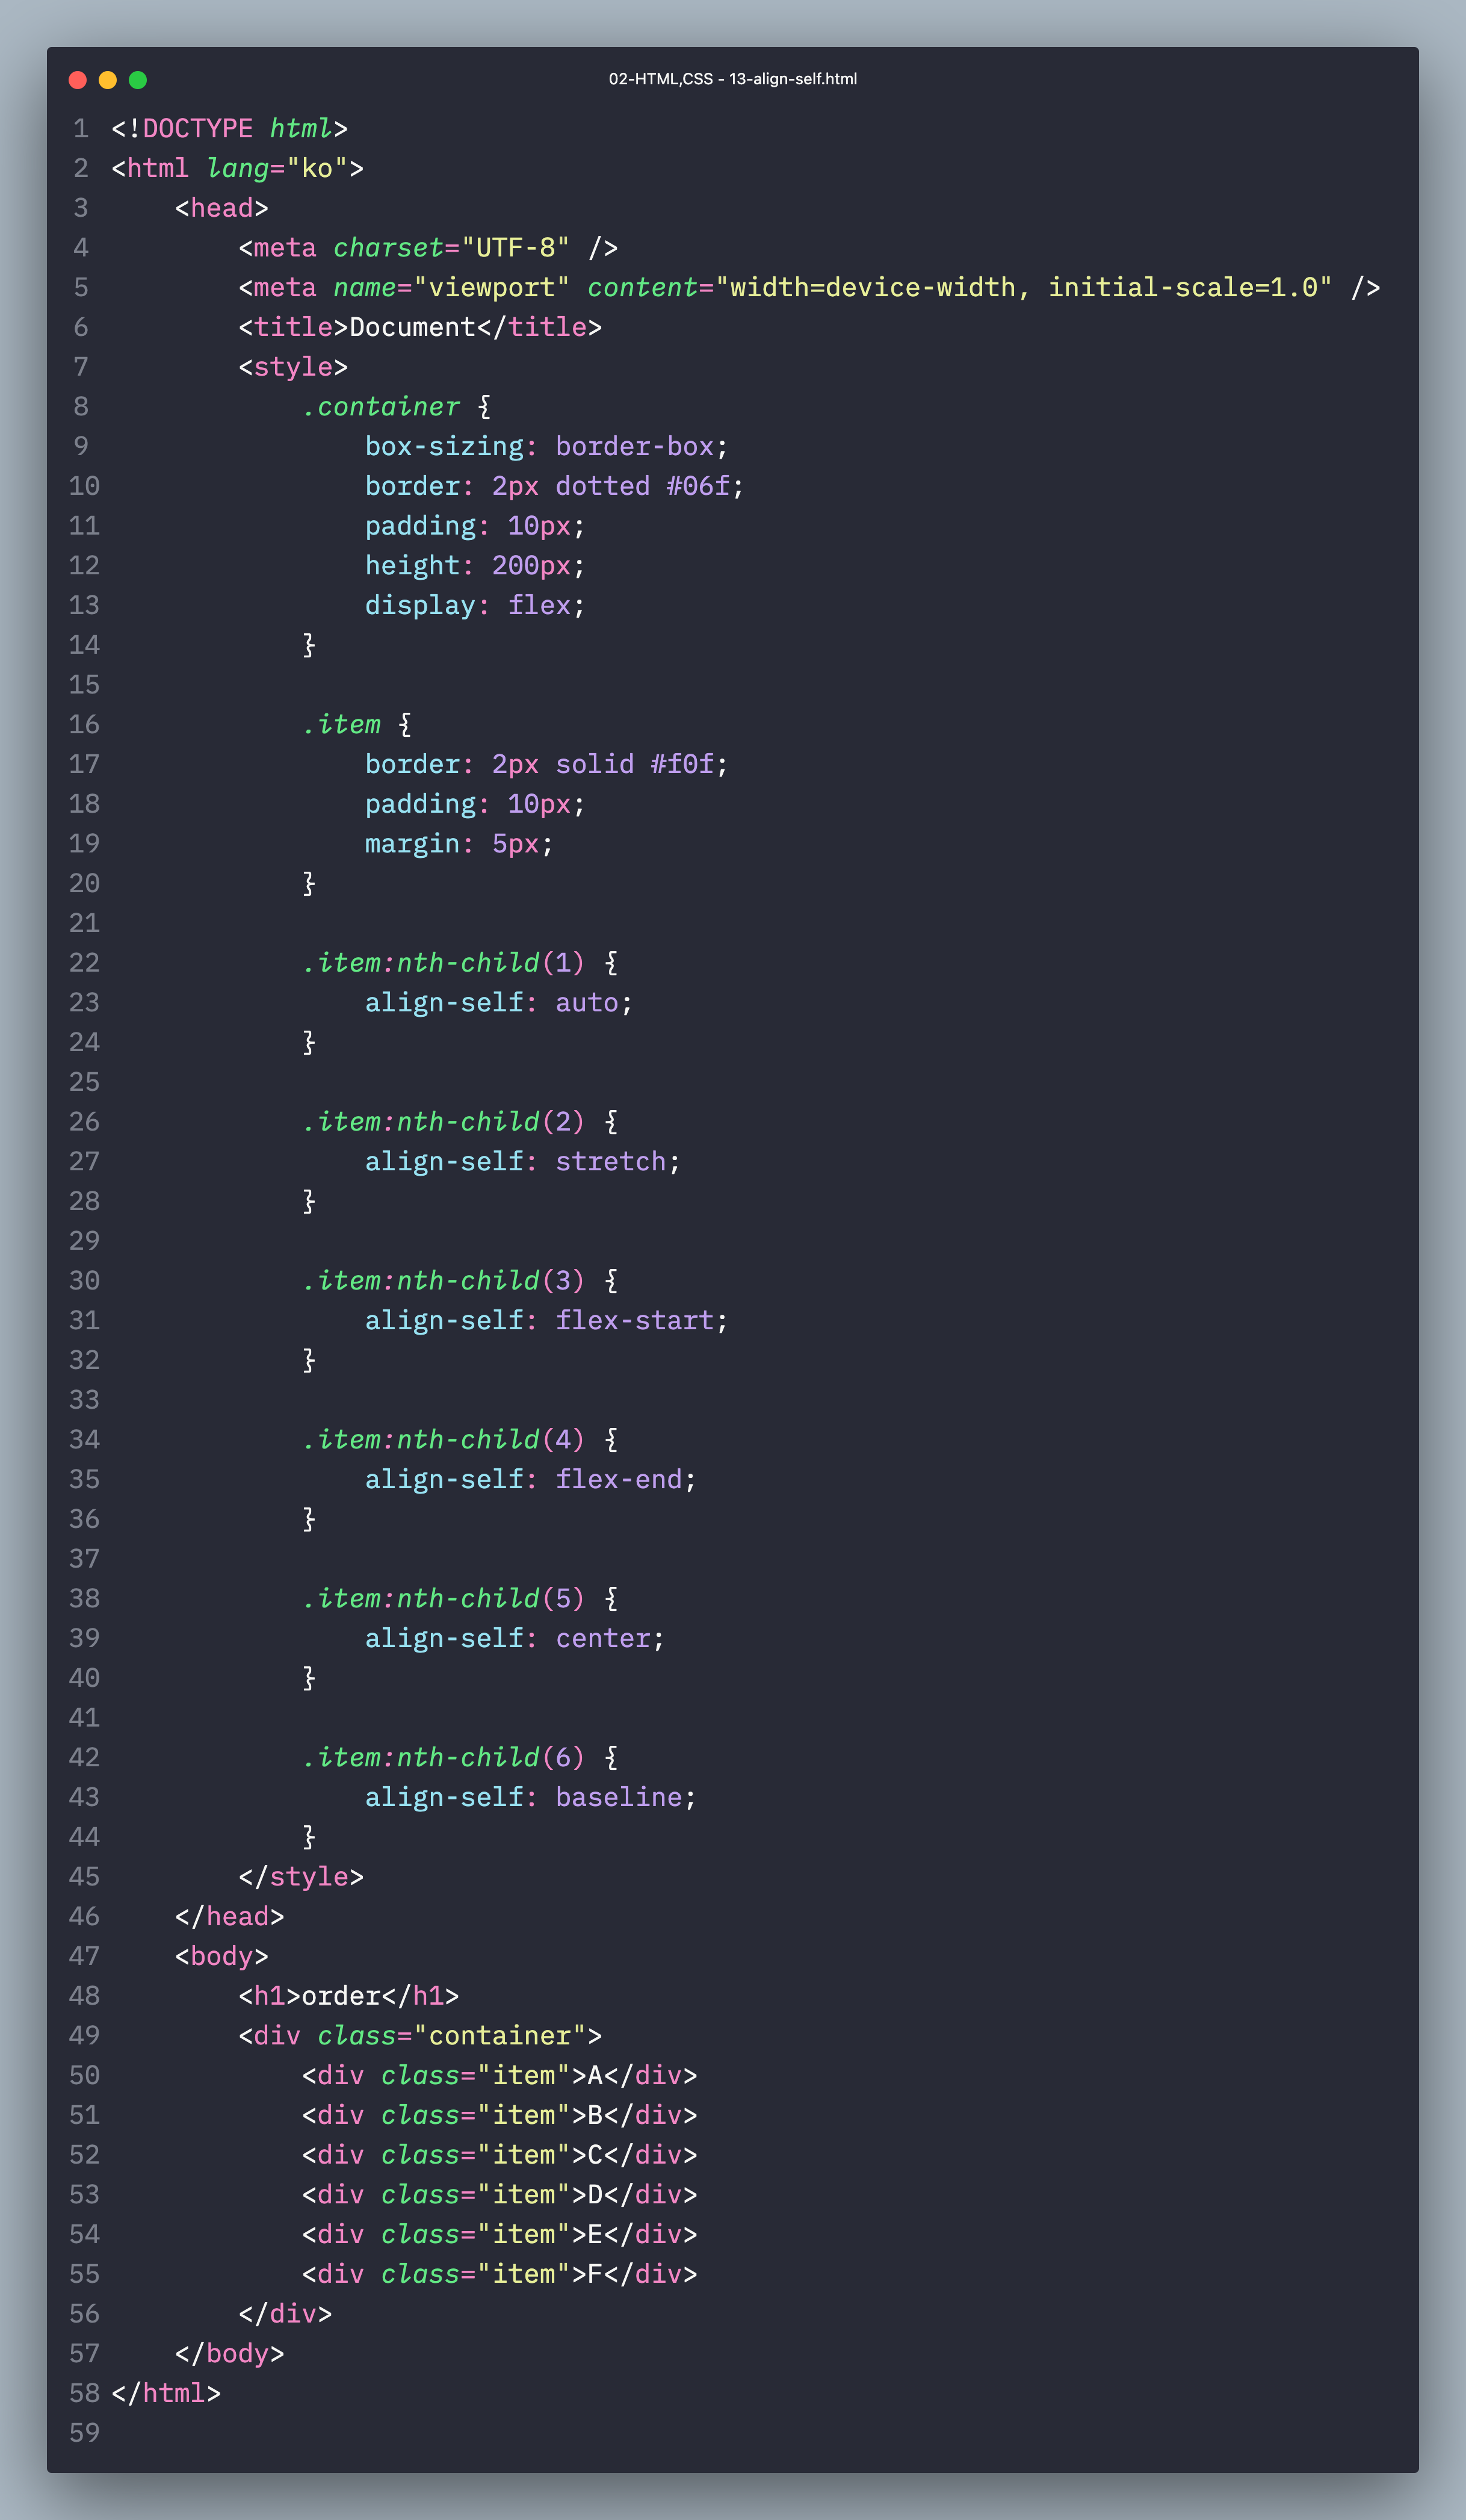 02-HTML,CSS - 13-align-self.html
1 <!DOCTYPE html>
2 <html lang="ko">
3     <head>
4         <meta charset="UTF-8" />
5         <meta name="viewport" content="width=device-width, initial-scale=1.0" />
6         <title>Document</title>
7         <style>
8             .container {
9                 box-sizing: border-box;
10                 border: 2px dotted #06f;
11                 padding: 10px;
12                 height: 200px;
13                 display: flex;
14             }
15
16             .item {
17                 border: 2px solid #f0f;
18                 padding: 10px;
19                 margin: 5px;
20             }
21
22             .item:nth-child(1) {
23                 align-self: auto;
24             }
25
26             .item:nth-child(2) {
27                 align-self: stretch;
28             }
29
30             .item:nth-child(3) {
31                 align-self: flex-start;
32             }
33
34             .item:nth-child(4) {
35                 align-self: flex-end;
36             }
37
38             .item:nth-child(5) {
39                 align-self: center;
40             }
41
42             .item:nth-child(6) {
43                 align-self: baseline;
44             }
45         </style>
46     </head>
47     <body>
48         <h1>order</h1>
49         <div class="container">
50             <div class="item">A</div>
51             <div class="item">B</div>
52             <div class="item">C</div>
53             <div class="item">D</div>
54             <div class="item">E</div>
55             <div class="item">F</div>
56         </div>
57     </body>
58 </html>
59